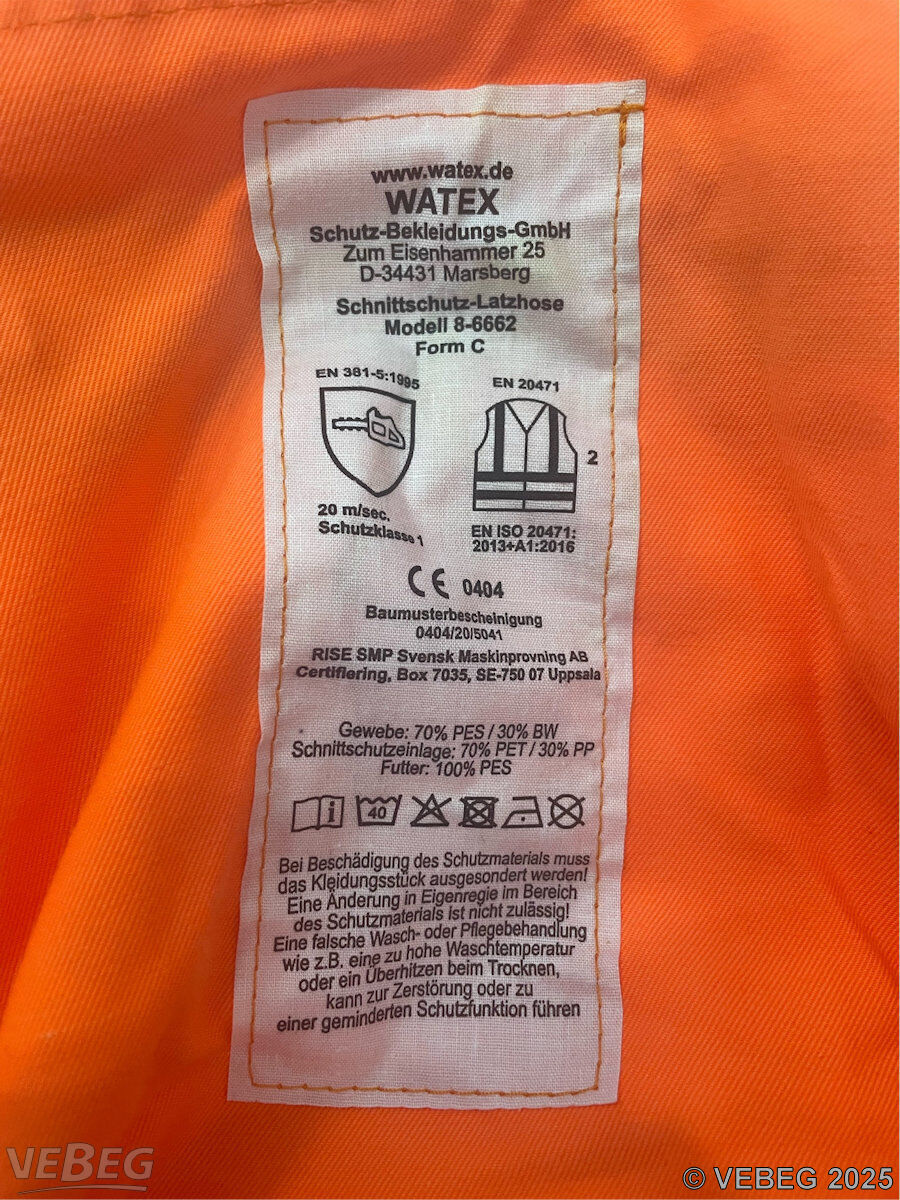 www.watex.de
WATEX
Schutz-Bekleidungs-GmbH
Zum Eisenhammer 25
D-34431 Marsberg
Schnittschutz-Latzhose
Modell 8-6662
Form C
EN 381-5:1995
20 m/sec.
Schutzklasse 1
EN 20471
2
EN ISO 20471:
2013+A1:2016
CE 0404
Baumusterbescheinigung
0404/20/5041
RISE SMP Svensk Maskinprovning AB
Certifiering, Box 7035, SE-750 07 Uppsala
Gewebe: 70% PES / 30% BW
Schnittschutzeinlage: 70% PET / 30% PP
Futter: 100% PES
i 40
Bei Beschädigung des Schutzmaterials muss
das Kleidungsstück ausgesondert werden!
Eine Änderung in Eigenregie im Bereich
des Schutzmaterials ist nicht zulässig!
Eine falsche Wasch- oder Pflegebehandlung
wie z.B. eine zu hohe Waschtemperatur
oder ein Überhitzen beim Trocknen,
kann zur Zerstörung oder zu
einer geminderten Schutzfunktion führen
VEBEG
© VEBEG 2025